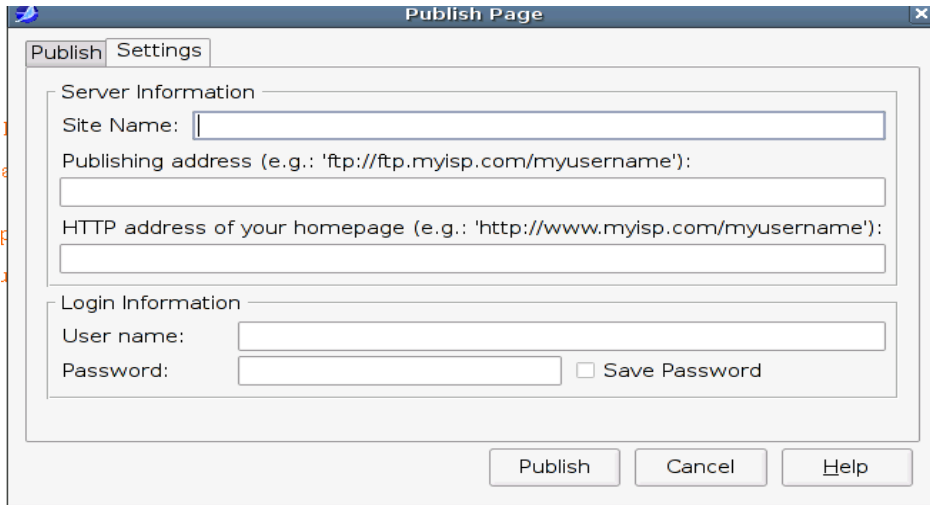 Publish Page
Publish Settings
Server Information
Site Name:
Publishing address (e.g.: 'ftp://ftp.myisp.com/myusername'):
HTTP address of your homepage (e.g.: 'http://www.myisp.com/myusername'):
Login Information
User name:
Password: Save Password
Publish Cancel Help